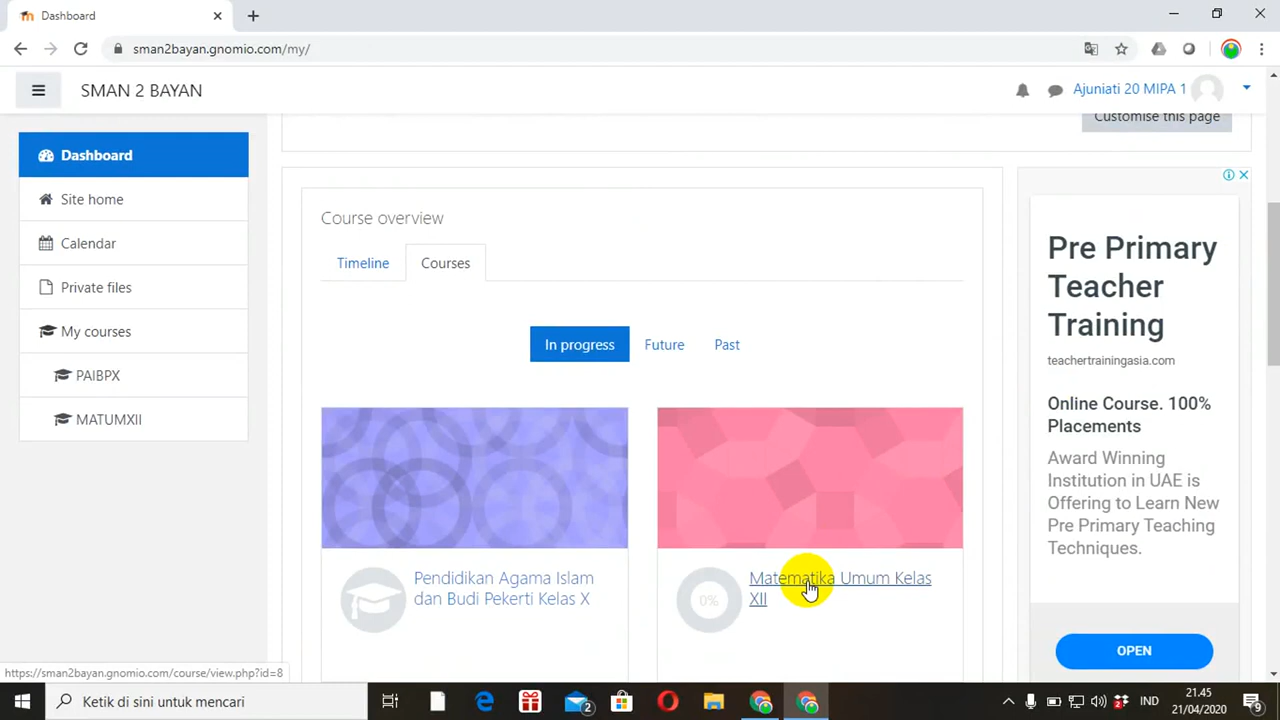 Dashboard
sman2bayan.gnomio.com/my/
SMAN 2 BAYAN
Ajuniati 20 MIPA 1
Customise this page
Dashboard
Site home
Calendar
Private files
My courses
PAIBPX
MATUMXII
Course overview
Timeline
Courses
In progress
Future
Past
Pendidikan Agama Islam
dan Budi Pekerti Kelas X
0%
Matematika Umum Kelas
XII
Pre Primary
Teacher
Training
teachertrainingasia.com
Online Course. 100%
Placements
Award Winning
Institution in UAE is
Offering to Learn New
Pre Primary Teaching
Techniques.
OPEN
https://sman2bayan.gnomio.com/course/view.php?id=8
Ketik di sini untuk mencari
2
IND
21.45
21/04/2020
9